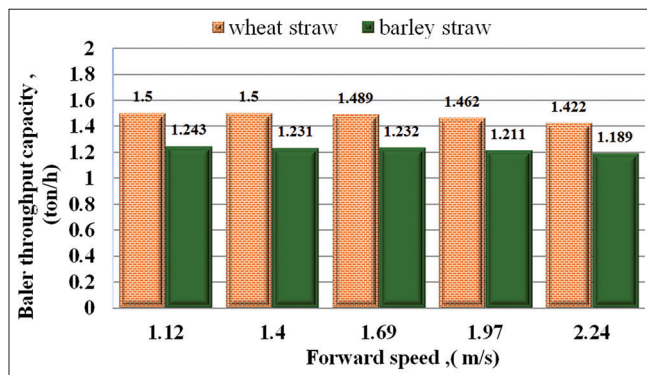 wheat straw barley straw
Baler throughput capacity ,
(ton/h)
2
1.8
1.6
1.4
1.2
1
0.8
0.6
0.4
0.2
0
1.5 1.243 1.5 1.231 1.489 1.232 1.462 1.211 1.422 1.189
1.12 1.4 1.69 1.97 2.24
Forward speed ,( m/s)